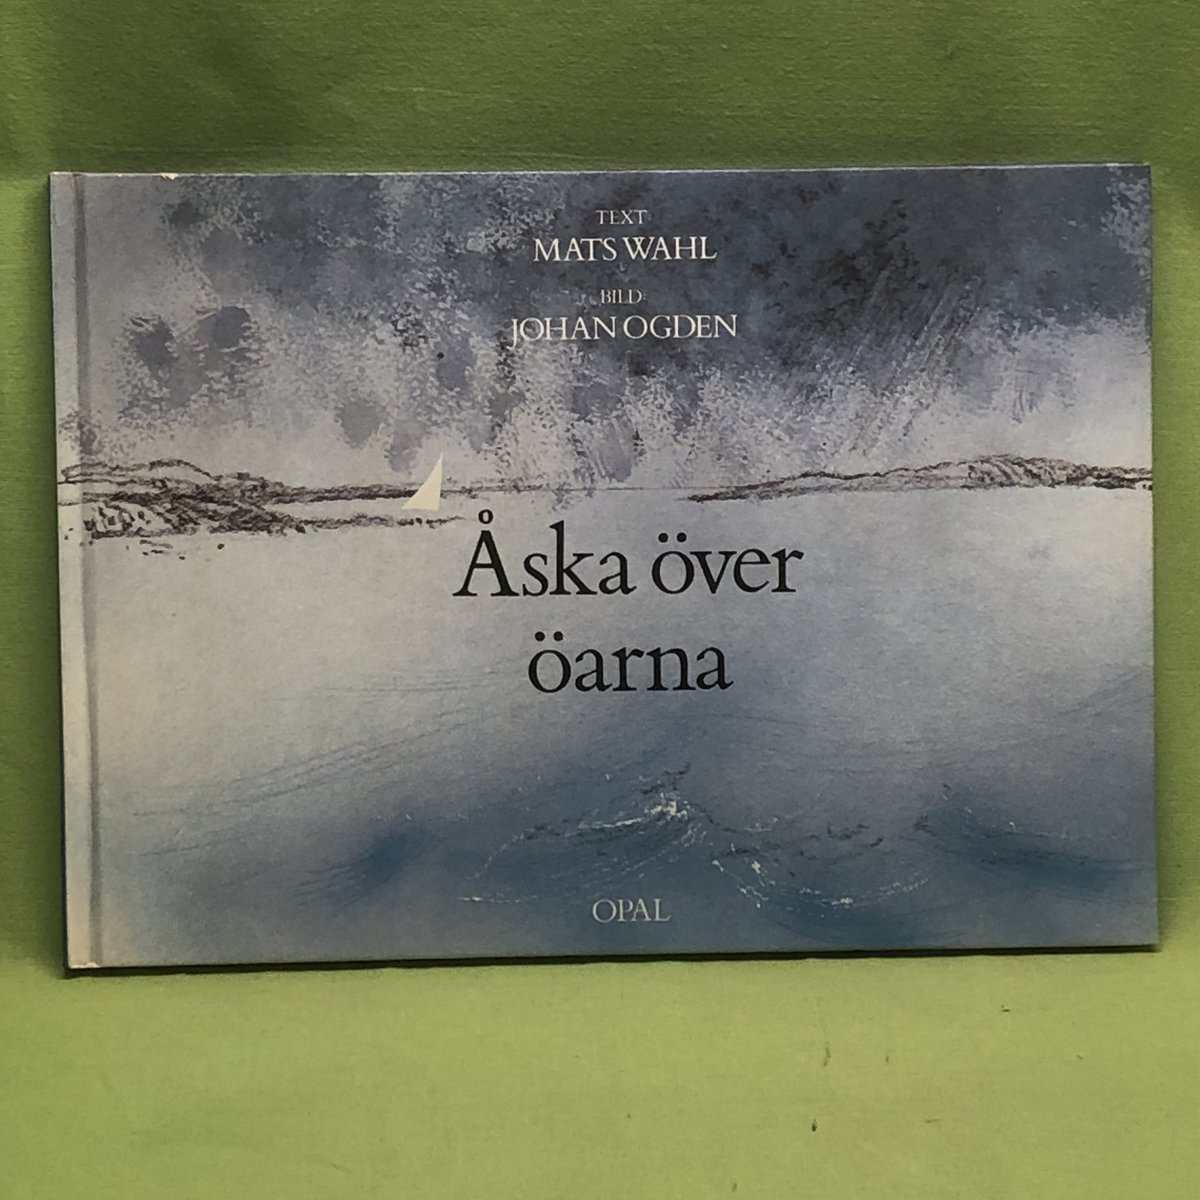 TEXT
MATS WAHL
BILD:
JOHAN OGDEN
Åska över
öarna
OPAL